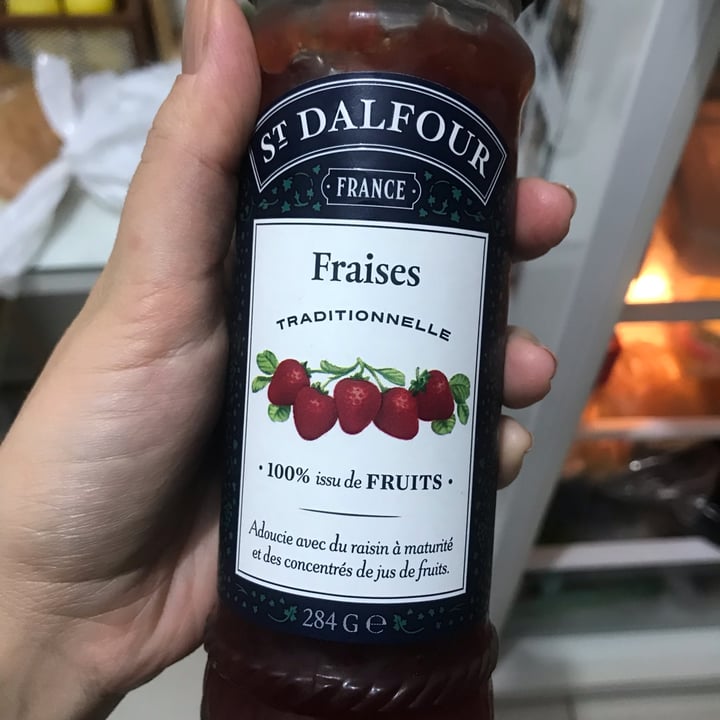 ST DALFOUR
FRANCE
Fraises
TRADITIONNELLE
• 100% issu de FRUITS •
Adoucie avec du raisin à maturité
et des concentrés de jus de fruits.
284 G ℮